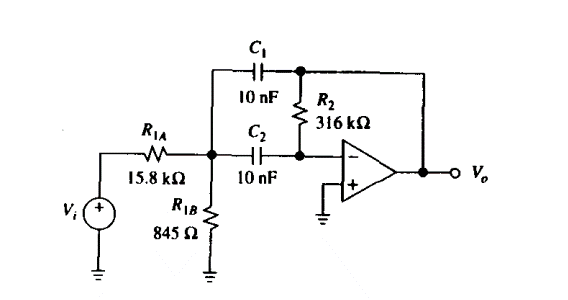 C₁
10 nF
R₂
316 kΩ
R₁A
C₂
15.8 kΩ
10 nF
−
+
Vₒ
Vᵢ
+
R₁B
845 Ω